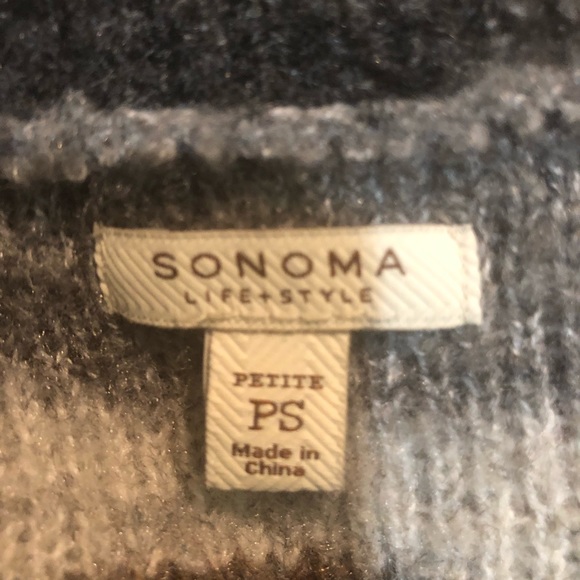 SONOMA
LIFE+STYLE
PETITE
PS
Made in
China